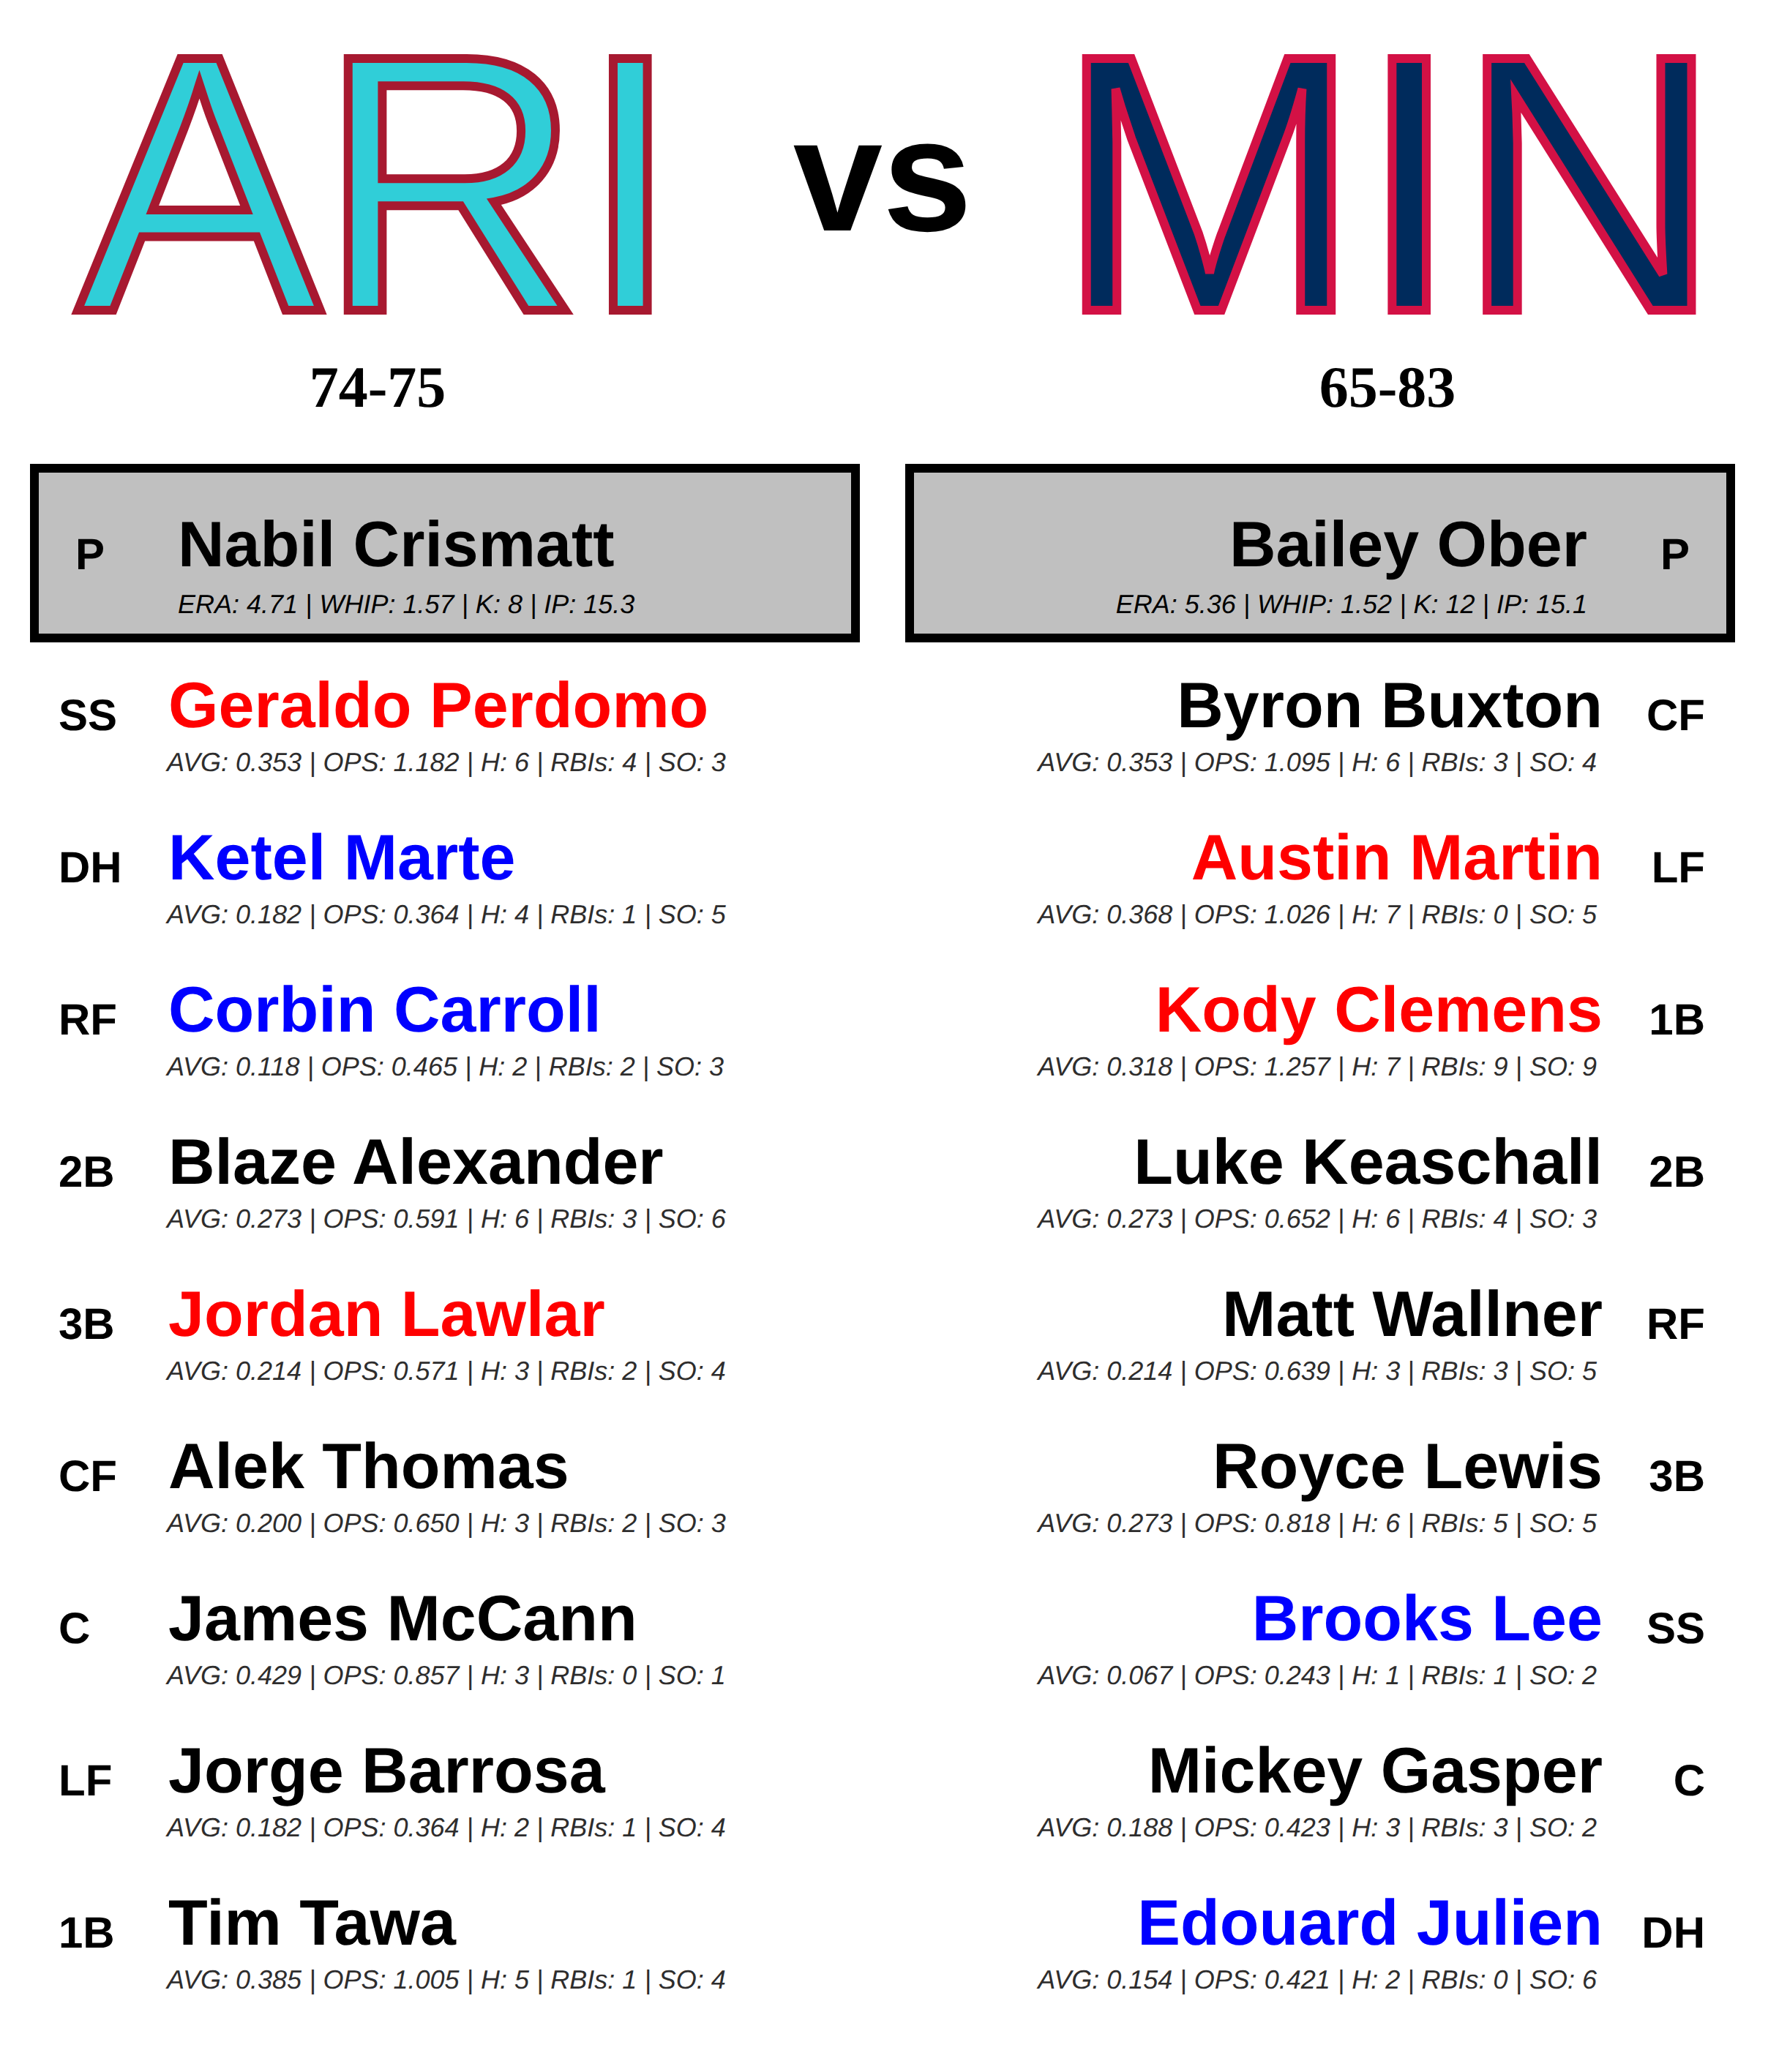 ARI vs MIN
74-75 65-83
P Nabil Crismatt Bailey Ober P
ERA: 4.71 | WHIP: 1.57 | K: 8 | IP: 15.3 ERA: 5.36 | WHIP: 1.52 | K: 12 | IP: 15.1
SS Geraldo Perdomo Byron Buxton CF
AVG: 0.353 | OPS: 1.182 | H: 6 | RBIs: 4 | SO: 3 AVG: 0.353 | OPS: 1.095 | H: 6 | RBIs: 3 | SO: 4
DH Ketel Marte Austin Martin LF
AVG: 0.182 | OPS: 0.364 | H: 4 | RBIs: 1 | SO: 5 AVG: 0.368 | OPS: 1.026 | H: 7 | RBIs: 0 | SO: 5
RF Corbin Carroll Kody Clemens 1B
AVG: 0.118 | OPS: 0.465 | H: 2 | RBIs: 2 | SO: 3 AVG: 0.318 | OPS: 1.257 | H: 7 | RBIs: 9 | SO: 9
2B Blaze Alexander Luke Keaschall 2B
AVG: 0.273 | OPS: 0.591 | H: 6 | RBIs: 3 | SO: 6 AVG: 0.273 | OPS: 0.652 | H: 6 | RBIs: 4 | SO: 3
3B Jordan Lawlar Matt Wallner RF
AVG: 0.214 | OPS: 0.571 | H: 3 | RBIs: 2 | SO: 4 AVG: 0.214 | OPS: 0.639 | H: 3 | RBIs: 3 | SO: 5
CF Alek Thomas Royce Lewis 3B
AVG: 0.200 | OPS: 0.650 | H: 3 | RBIs: 2 | SO: 3 AVG: 0.273 | OPS: 0.818 | H: 6 | RBIs: 5 | SO: 5
C James McCann Brooks Lee SS
AVG: 0.429 | OPS: 0.857 | H: 3 | RBIs: 0 | SO: 1 AVG: 0.067 | OPS: 0.243 | H: 1 | RBIs: 1 | SO: 2
LF Jorge Barrosa Mickey Gasper C
AVG: 0.182 | OPS: 0.364 | H: 2 | RBIs: 1 | SO: 4 AVG: 0.188 | OPS: 0.423 | H: 3 | RBIs: 3 | SO: 2
1B Tim Tawa Edouard Julien DH
AVG: 0.385 | OPS: 1.005 | H: 5 | RBIs: 1 | SO: 4 AVG: 0.154 | OPS: 0.421 | H: 2 | RBIs: 0 | SO: 6